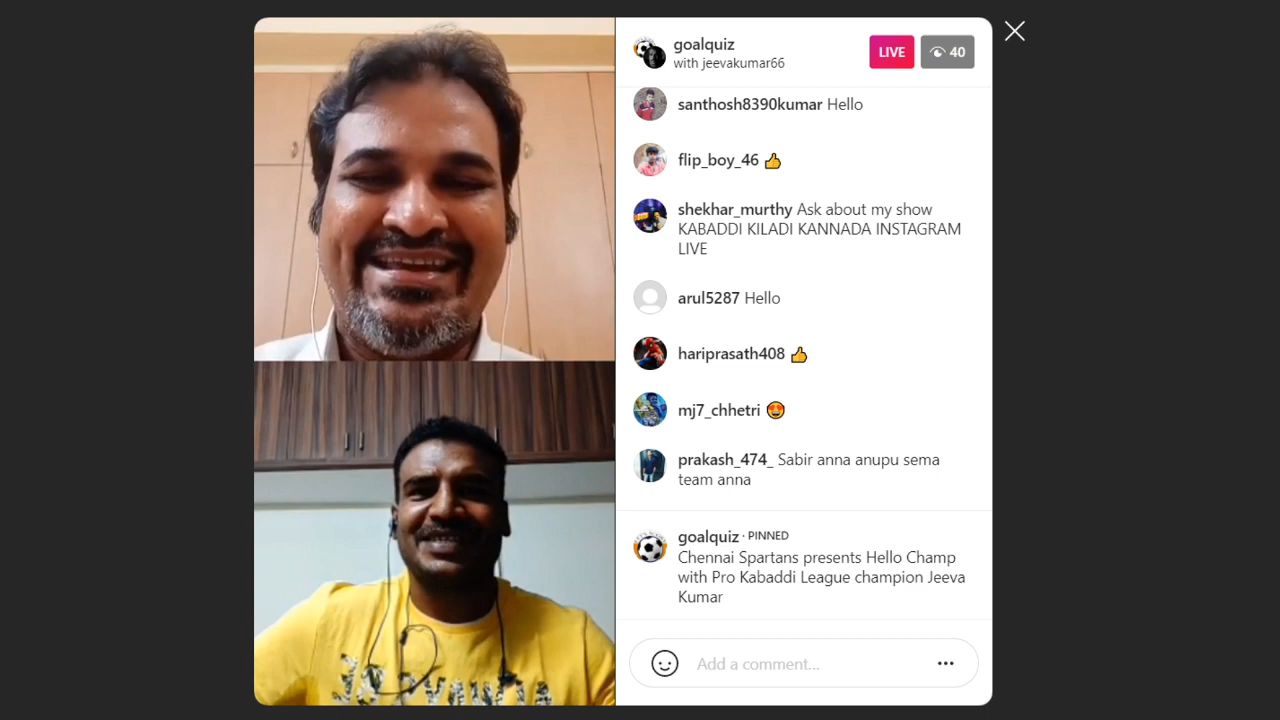 goalquiz
with jeevakumar66
LIVE
40
santhosh8390kumar Hello
flip_boy_46 👍
shekhar_murthy Ask about my show
KABADDI KILADI KANNADA INSTAGRAM
LIVE
arul5287 Hello
hariprasath408 👍
mj7_chhetri 😍
prakash_474_ Sabir anna anupu sema
team anna
goalquiz · PINNED
Chennai Spartans presents Hello Champ
with Pro Kabaddi League champion Jeeva
Kumar
Add a comment...